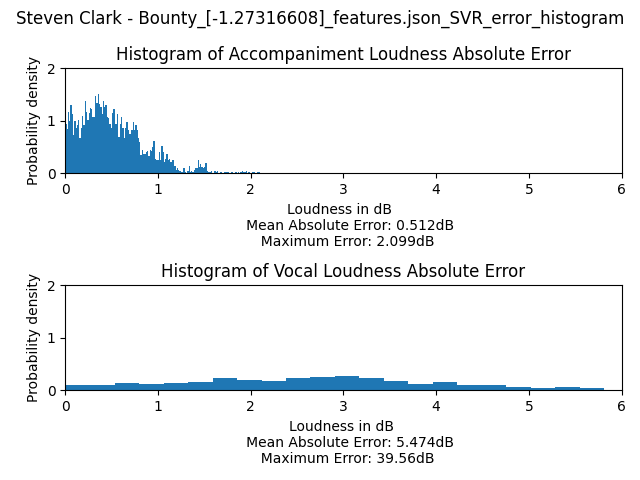 Steven Clark - Bounty_[-1.27316608]_features.json_SVR_error_histogram
Histogram of Accompaniment Loudness Absolute Error
Probability density
2
1
0
0 1 2 3 4 5 6
Loudness in dB
Mean Absolute Error: 0.512dB
Maximum Error: 2.099dB
Histogram of Vocal Loudness Absolute Error
Probability density
2
1
0
0 1 2 3 4 5 6
Loudness in dB
Mean Absolute Error: 5.474dB
Maximum Error: 39.56dB